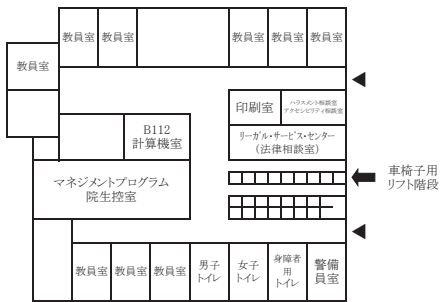 教員室 教員室 教員室 教員室 教員室
教員室
印刷室
ハラスメント相談室
アクセシビリティ相談室
B112
計算機室
リーガル・サービス・センター
(法律相談室)
マネジメントプログラム
院生控室
車椅子用
リフト階段
教員室 教員室 教員室
男子
トイレ
女子
トイレ
身障者
用
トイレ
警備
員室